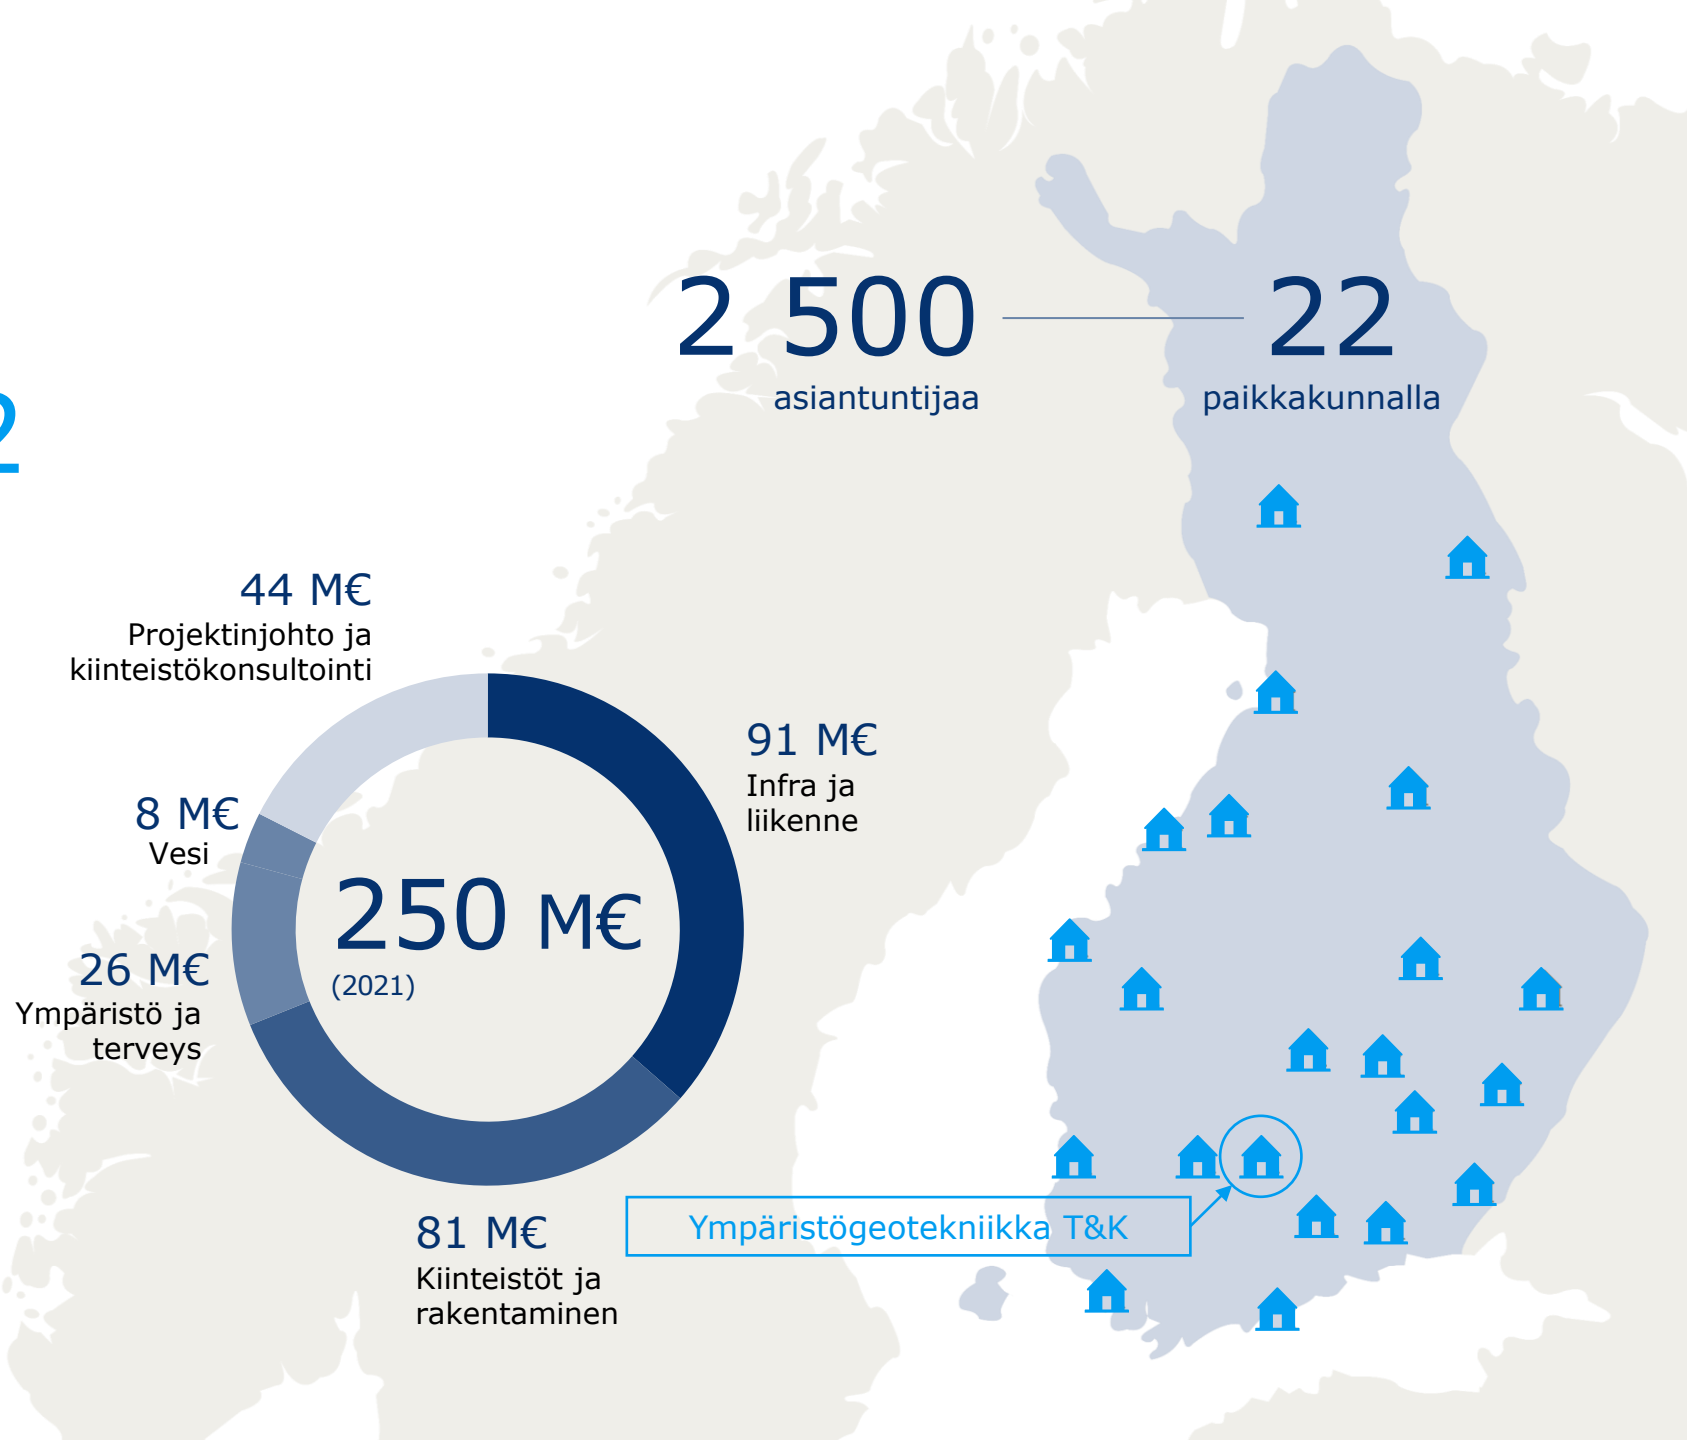 2 500
asiantuntijaa
22
paikkakunnalla
2
44 M€
Projektinjohto ja
kiinteistökonsultointi
91 M€
Infra ja
liikenne
8 M€
Vesi
250 M€
(2021)
26 M€
Ympäristö ja
terveys
81 M€
Kiinteistöt ja
rakentaminen
Ympäristögeotekniikka T&K